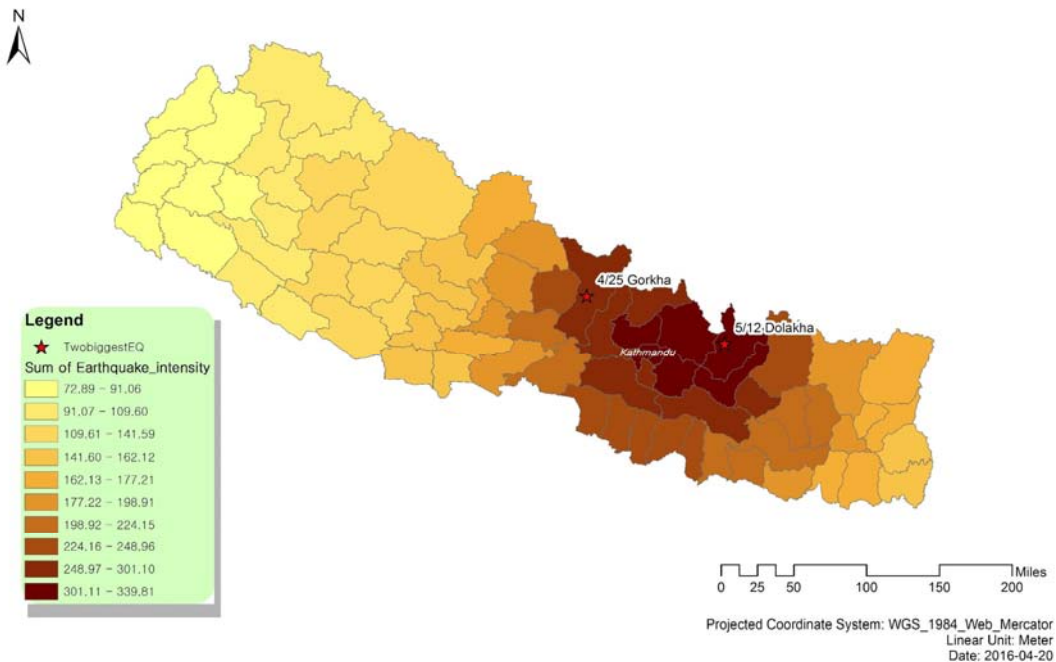 N
4/25 Gorkha
5/12 Dolakha
Kathmandu
Legend
TwobiggestEQ
Sum of Earthquake_intensity
72,89 - 91,06
91,07 - 109,60
109,61 - 141,59
141,60 - 162,12
162,13 - 177,21
177,22 - 198,91
198,92 - 224,15
224,16 - 248,96
248,97 - 301,10
301,11 - 339,81
Miles
0 25 50 100 150 200
Projected Coordinate System: WGS_1984_Web_Mercator
Linear Unit: Meter
Date: 2016-04-20